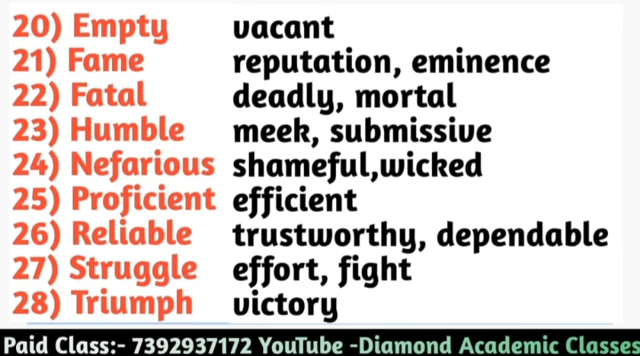 20) Empty vacant
21) Fame reputation, eminence
22) Fatal deadly, mortal
23) Humble meek, submissive
24) Nefarious shameful,wicked
25) Proficient efficient
26) Reliable trustworthy, dependable
27) Struggle effort, fight
28) Triumph victory
Paid Class:- 7392937172 YouTube -Diamond Academic Classes